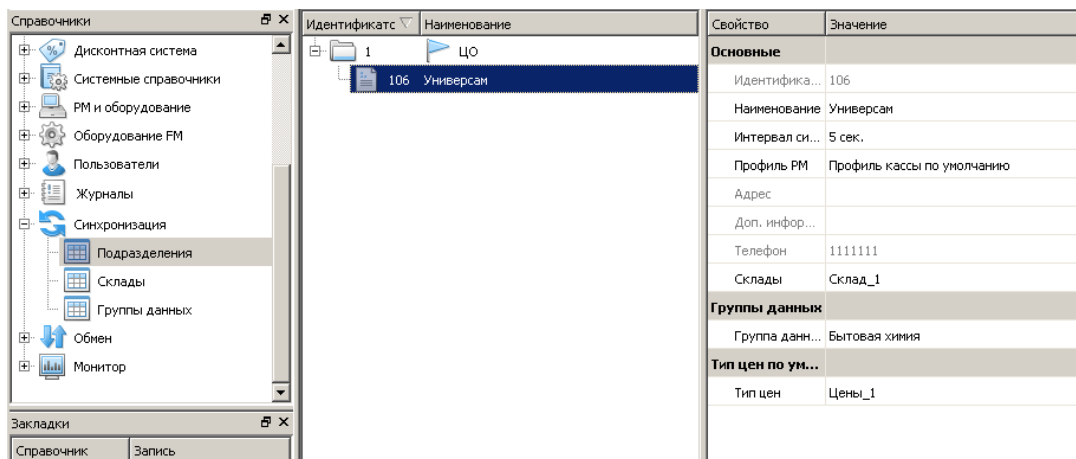 Справочники
Дисконтная система
Системные справочники
РМ и оборудование
Оборудование FM
Пользователи
Журналы
Синхронизация
Подразделения
Склады
Группы данных
Обмен
Монитор
Закладки
Справочник Запись
Идентификатс Наименование
1 ЦО
106 Универсам
Свойство Значение
Основные
Идентифика... 106
Наименование Универсам
Интервал си... 5 сек.
Профиль РМ Профиль кассы по умолчанию
Адрес
Доп. инфор...
Телефон 1111111
Склады Склад_1
Группы данных
Группа данн... Бытовая химия
Тип цен по ум...
Тип цен Цены_1